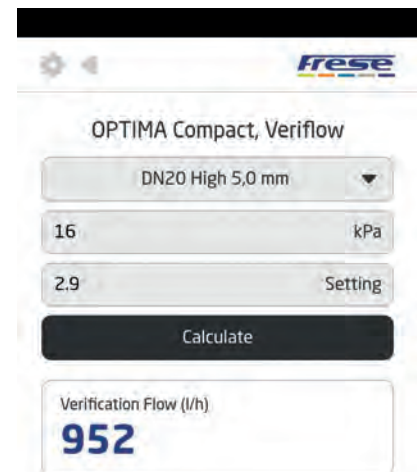 Frese
OPTIMA Compact, Veriflow
DN20 High 5,0 mm
16 kPa
2.9 Setting
Calculate
Verification Flow (l/h)
952